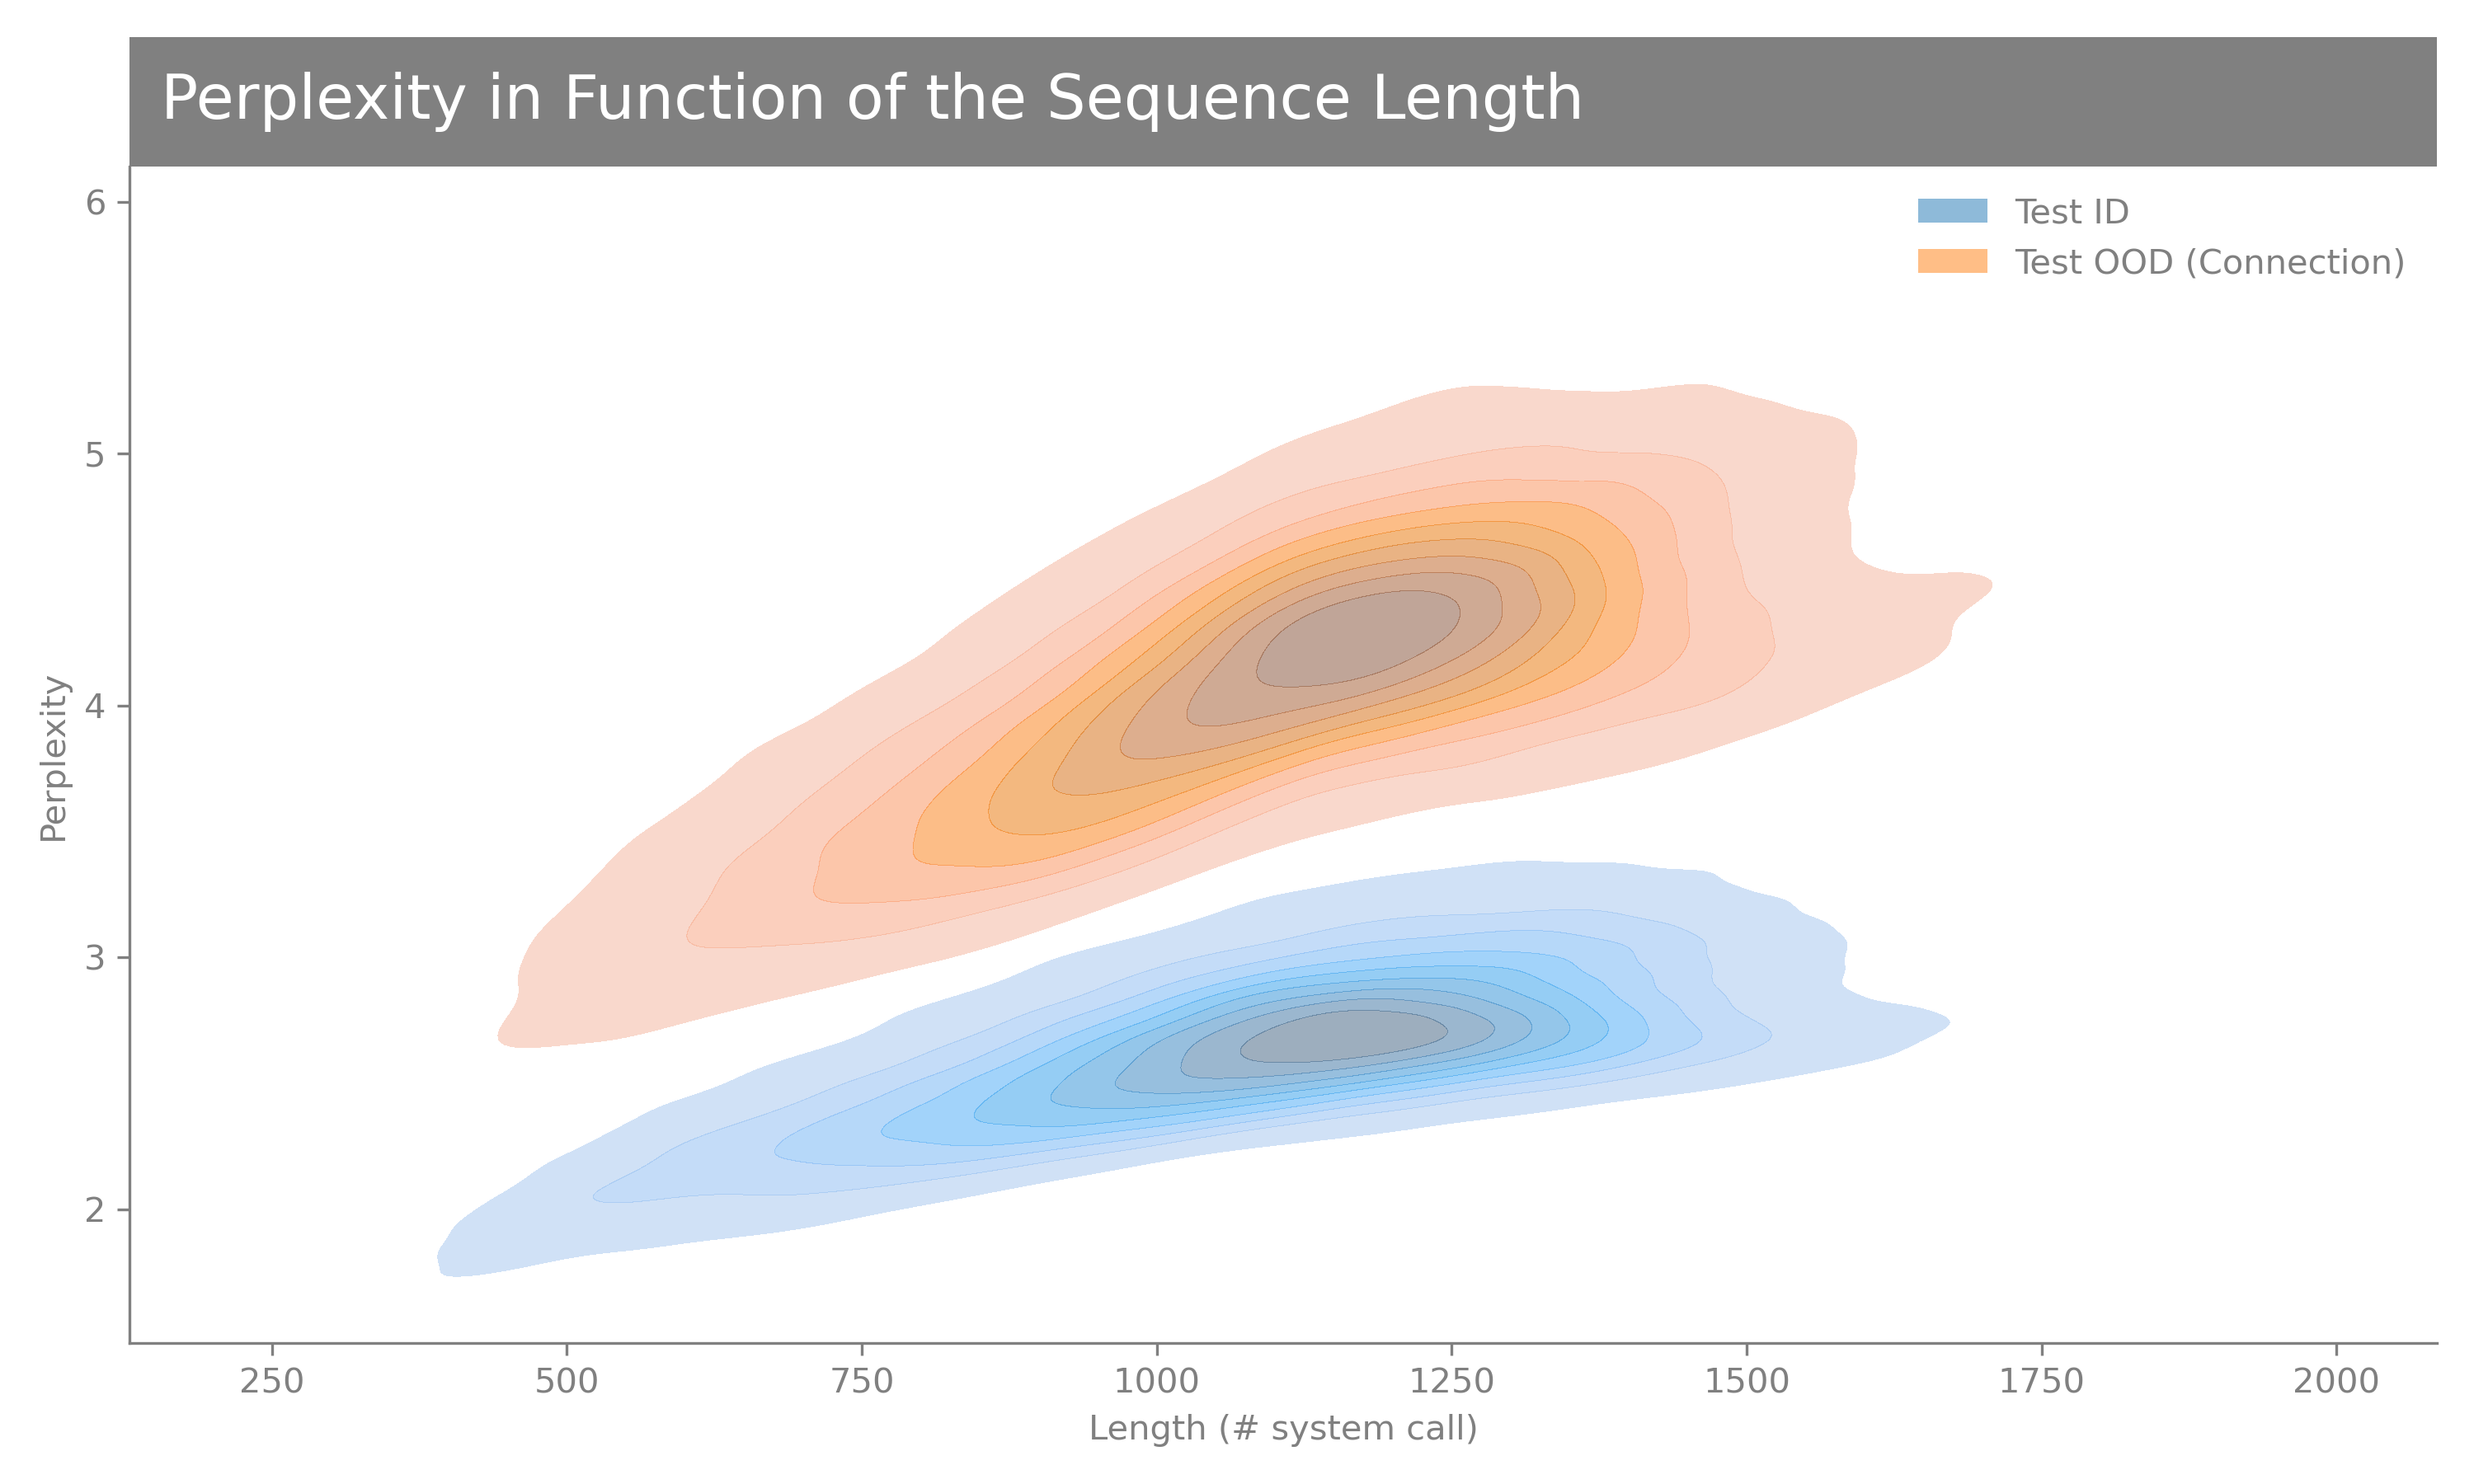 Perplexity in Function of the Sequence Length
6
Test ID
Test OOD (Connection)
5
4
Perplexity
3
2
250 500 750 1000 1250 1500 1750 2000
Length (# system call)